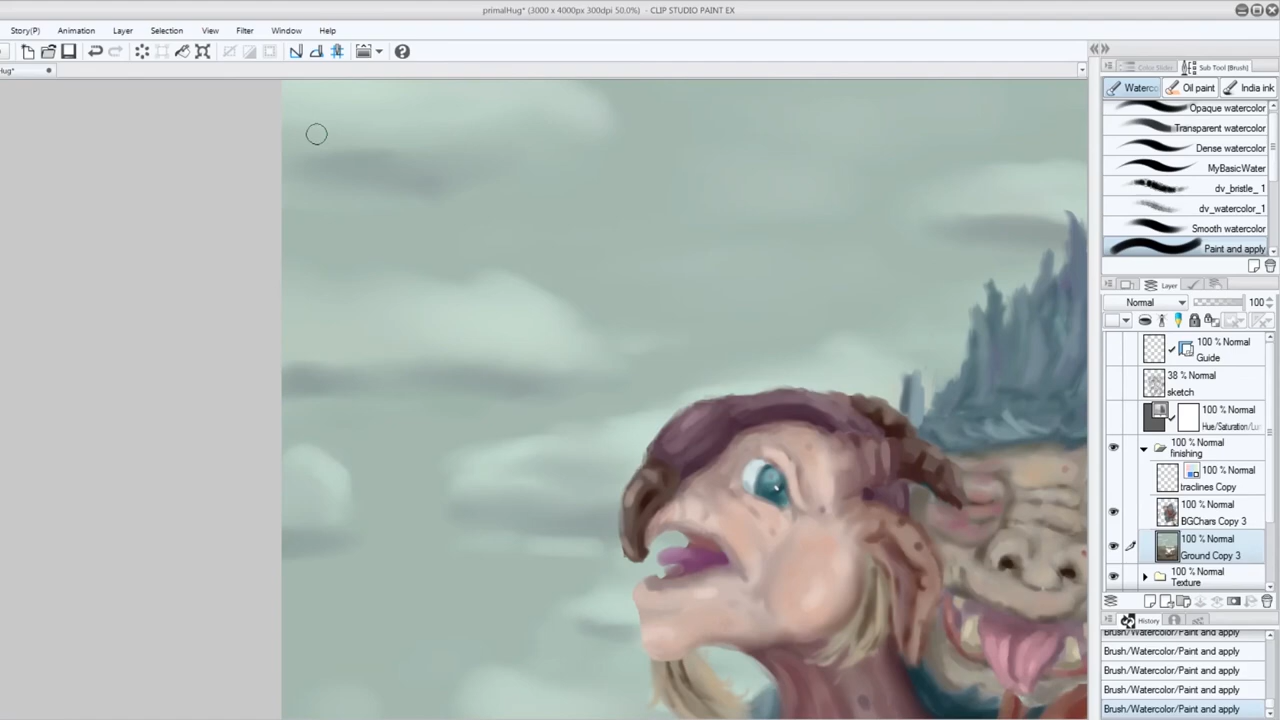 primalHug* (3000 x 4000px 300dpi 50.0%) - CLIP STUDIO PAINT EX
Story(P) Animation Layer Selection View Filter Window Help
Hug*
Color Slider Sub Tool (Brush)
Waterc Oil paint India ink
Opaque watercolor
Transparent watercolor
Dense watercolor
MyBasicWater
dv_bristle_ 1
dv_watercolor_1
Smooth watercolor
Paint and apply
Layer
Normal 100
100 % Normal
Guide
38 % Normal
sketch
100 % Normal
Hue/Saturation/Lu
100 % Normal
finishing
100 % Normal
traclines Copy
100 % Normal
BGChars Copy 3
100 % Normal
Ground Copy 3
100 % Normal
Texture
History
Brush/Watercolor/Paint and apply
Brush/Watercolor/Paint and apply
Brush/Watercolor/Paint and apply
Brush/Watercolor/Paint and apply
Brush/Watercolor/Paint and apply